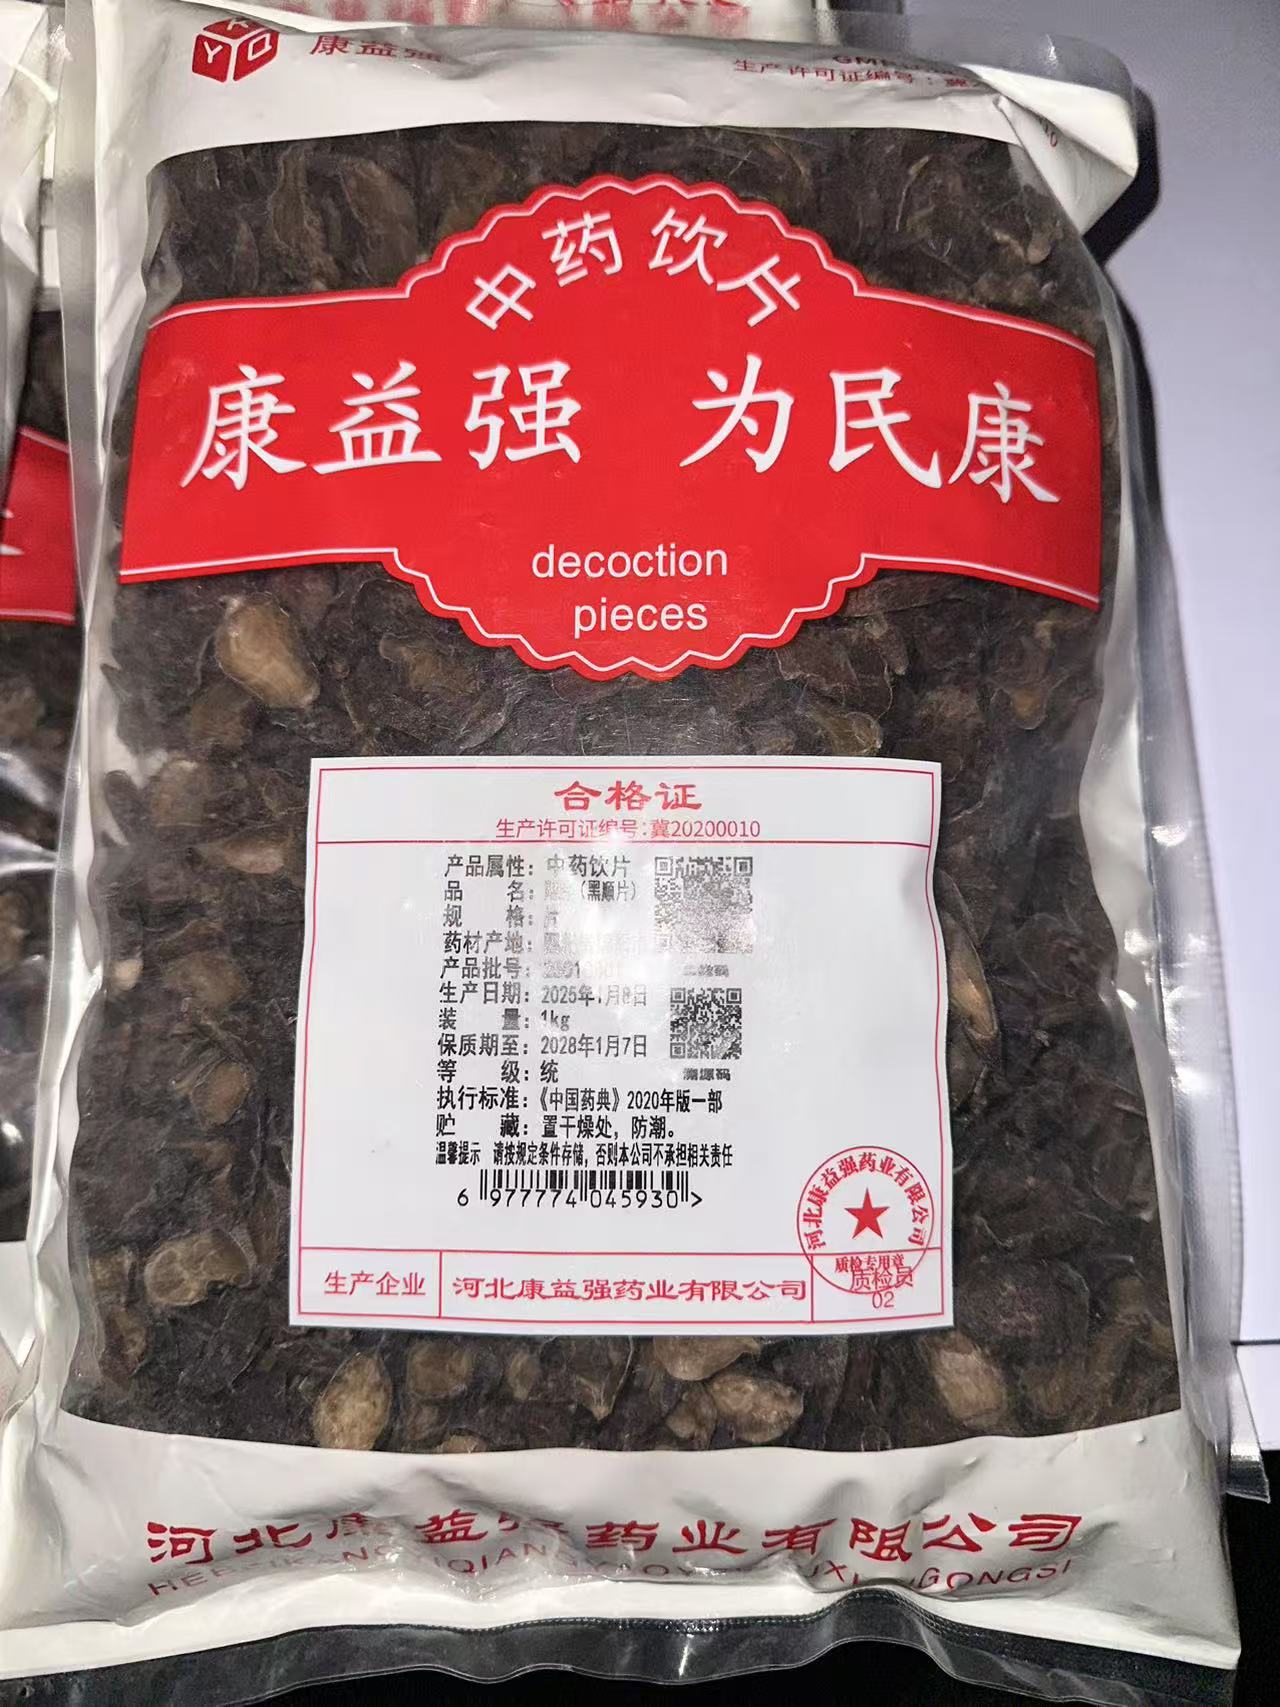 康益强
生产许可证编号：冀
中药饮片
康益强 为民康
decoction
pieces
合格证
生产许可证编号：冀20200010
产品属性：中药饮片
品 名：（黑顺片）
规 格：片
药材产地：
产品批号：
生产日期：2025年1月8日
装 量：1kg
保质期至：2028年1月7日
等 级：统
执行标准：《中国药典》2020年版一部
贮 藏：置干燥处，防潮。
温馨提示 请按规定条件存储，否则本公司不承担相关责任
溯源码
6 977774 045930 >
河北康益强药业有限公司
质检专用章
质检员
02
生产企业 河北康益强药业有限公司
河北康益强药业有限公司